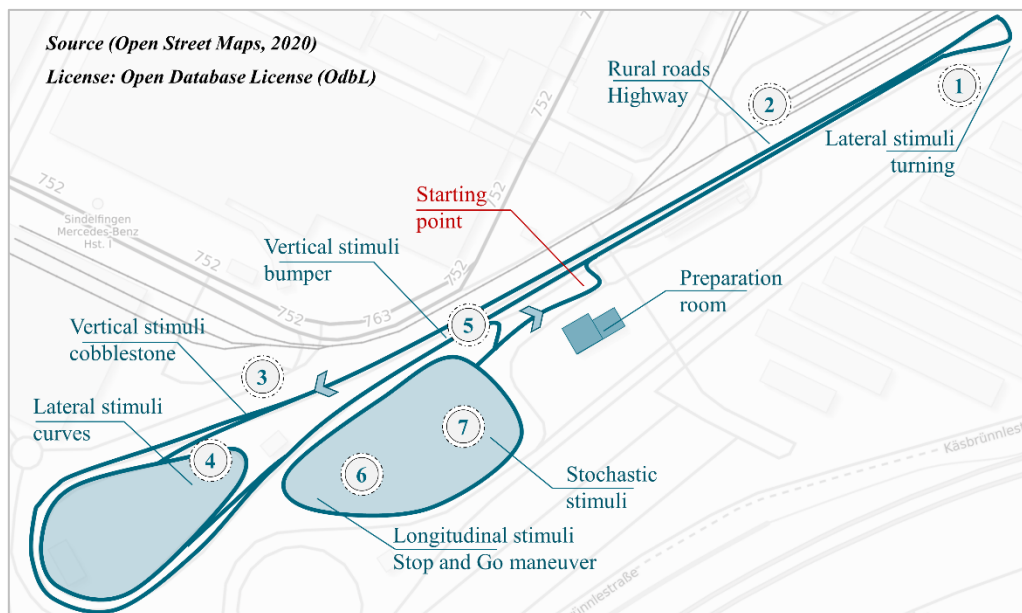 Source (Open Street Maps, 2020)
License: Open Database License (OdbL)
Rural roads
Highway
2
1
Lateral stimuli
turning
752
752
752
Sindelfingen
Mercedes-Benz
Hst. I
Starting
point
Vertical stimuli
bumper
752
Preparation
room
752
763
5
Vertical stimuli
cobblestone
3
Lateral stimuli
curves
4
7
6
Käsbrünnlestr
Stochastic
stimuli
Longitudinal stimuli
Stop and Go maneuver
brünnlestraße